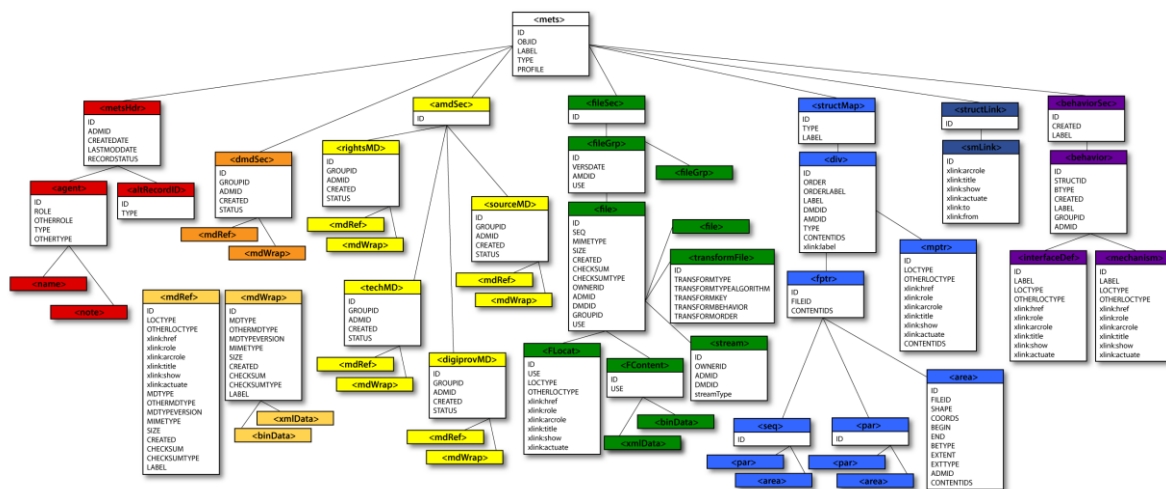 <mets>
ID
OBJID
LABEL
TYPE
PROFILE
<metsHdr>
ID
ADMID
CREATEDATE
LASTMODDATE
RECORDSTATUS
<agent>
ID
ROLE
OTHERROLE
TYPE
OTHERTYPE
<altRecordID>
ID
TYPE
<name>
<note>
<dmdSec>
ID
GROUPID
ADMID
CREATED
STATUS
<mdRef>
<mdWrap>
<mdRef>
ID
LOCTYPE
OTHERLOCTYPE
xlink:href
xlink:role
xlink:arcrole
xlink:title
xlink:show
xlink:actuate
MDTYPE
OTHERMDTYPE
MDTYPEVERSION
MIMETYPE
SIZE
CREATED
CHECKSUM
CHECKSUMTYPE
LABEL
<mdWrap>
ID
MDTYPE
OTHERMDTYPE
MDTYPEVERSION
MIMETYPE
SIZE
CREATED
CHECKSUM
CHECKSUMTYPE
LABEL
<xmlData>
<binData>
<amdSec>
ID
<rightsMD>
ID
GROUPID
ADMID
CREATED
STATUS
<mdRef>
<mdWrap>
<sourceMD>
ID
GROUPID
ADMID
CREATED
STATUS
<mdRef>
<mdWrap>
<techMD>
ID
GROUPID
ADMID
CREATED
STATUS
<mdRef>
<mdWrap>
<digiprovMD>
ID
GROUPID
ADMID
CREATED
STATUS
<mdRef>
<mdWrap>
<fileSec>
ID
<fileGrp>
ID
VERSDATE
AMDID
USE
<fileGrp>
<file>
ID
SEQ
MIMETYPE
SIZE
CREATED
CHECKSUM
CHECKSUMTYPE
OWNERID
ADMID
DMDID
GROUPID
USE
<file>
<transformFile>
ID
TRANSFORMTYPE
TRANSFORMTYPEALGORITHM
TRANSFORMKEY
TRANSFORMBEHAVIOR
TRANSFORMORDER
<stream>
ID
OWNERID
ADMID
DMDID
streamType
<FLocat>
ID
USE
LOCTYPE
OTHERLOCTYPE
xlink:href
xlink:role
xlink:arcrole
xlink:title
xlink:show
xlink:actuate
<FContent>
ID
USE
<binData>
<xmlData>
<structMap>
ID
TYPE
LABEL
<div>
ID
ORDER
ORDERLABEL
LABEL
DMDID
AMDID
TYPE
CONTENTIDS
xlink:label
<fptr>
ID
FILEID
CONTENTIDS
<mptr>
ID
LOCTYPE
OTHERLOCTYPE
xlink:href
xlink:role
xlink:arcrole
xlink:title
xlink:show
xlink:actuate
CONTENTIDS
<seq>
ID
<par>
<area>
<par>
ID
<par>
<area>
<area>
ID
FILEID
SHAPE
COORDS
BEGIN
END
BETYPE
EXTENT
EXTTYPE
ADMID
CONTENTIDS
<structLink>
ID
<smLink>
ID
xlink:arcrole
xlink:title
xlink:show
xlink:actuate
xlink:to
xlink:from
<behaviorSec>
ID
CREATED
LABEL
<behavior>
ID
STRUCTID
BTYPE
CREATED
LABEL
GROUPID
ADMID
<interfaceDef>
ID
LABEL
LOCTYPE
OTHERLOCTYPE
xlink:href
xlink:role
xlink:arcrole
xlink:title
xlink:show
xlink:actuate
<mechanism>
ID
LABEL
LOCTYPE
OTHERLOCTYPE
xlink:href
xlink:role
xlink:arcrole
xlink:title
xlink:show
xlink:actuate